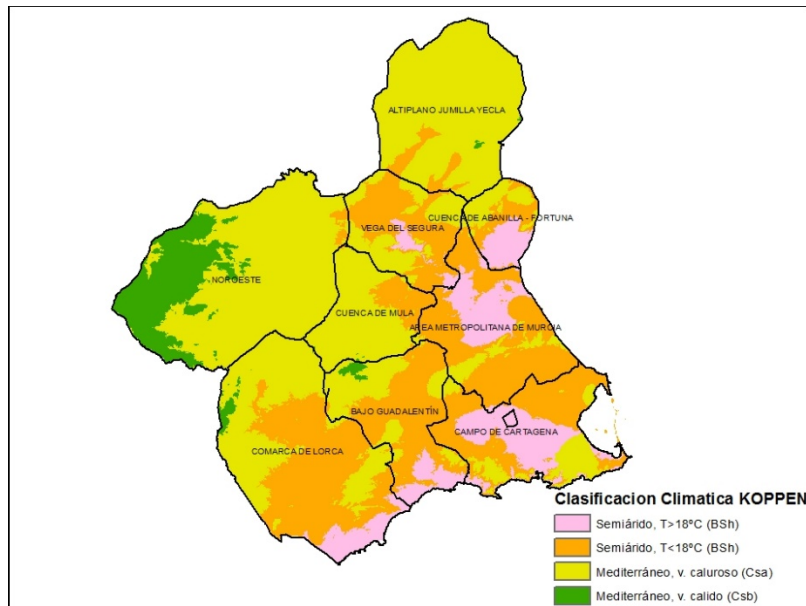 ALTIPLANO JUMILLA YECLA
CUENCA DE ABANILLA - FORTUNA
VEGA DEL SEGURA
NOROESTE
CUENCA DE MULA
AREA METROPOLITANA DE MURCIA
BAJO GUADALENTÍN
CAMPO DE CARTAGENA
COMARCA DE LORCA
Clasificacion Climatica KOPPEN
Semiárido, T>18ºC (BSh)
Semiárido, T<18ºC (BSh)
Mediterráneo, v. caluroso (Csa)
Mediterráneo, v. calido (Csb)